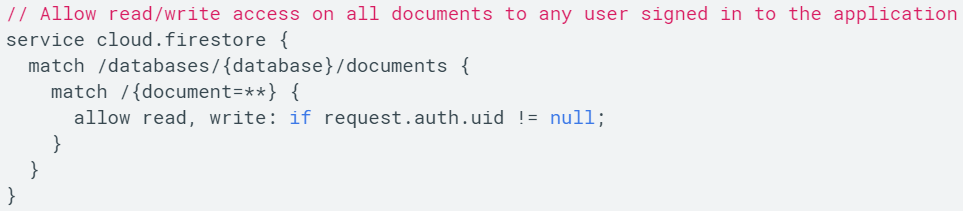 // Allow read/write access on all documents to any user signed in to the application
service cloud.firestore {
  match /databases/{database}/documents {
    match /{document=**} {
      allow read, write: if request.auth.uid != null;
    }
  }
}